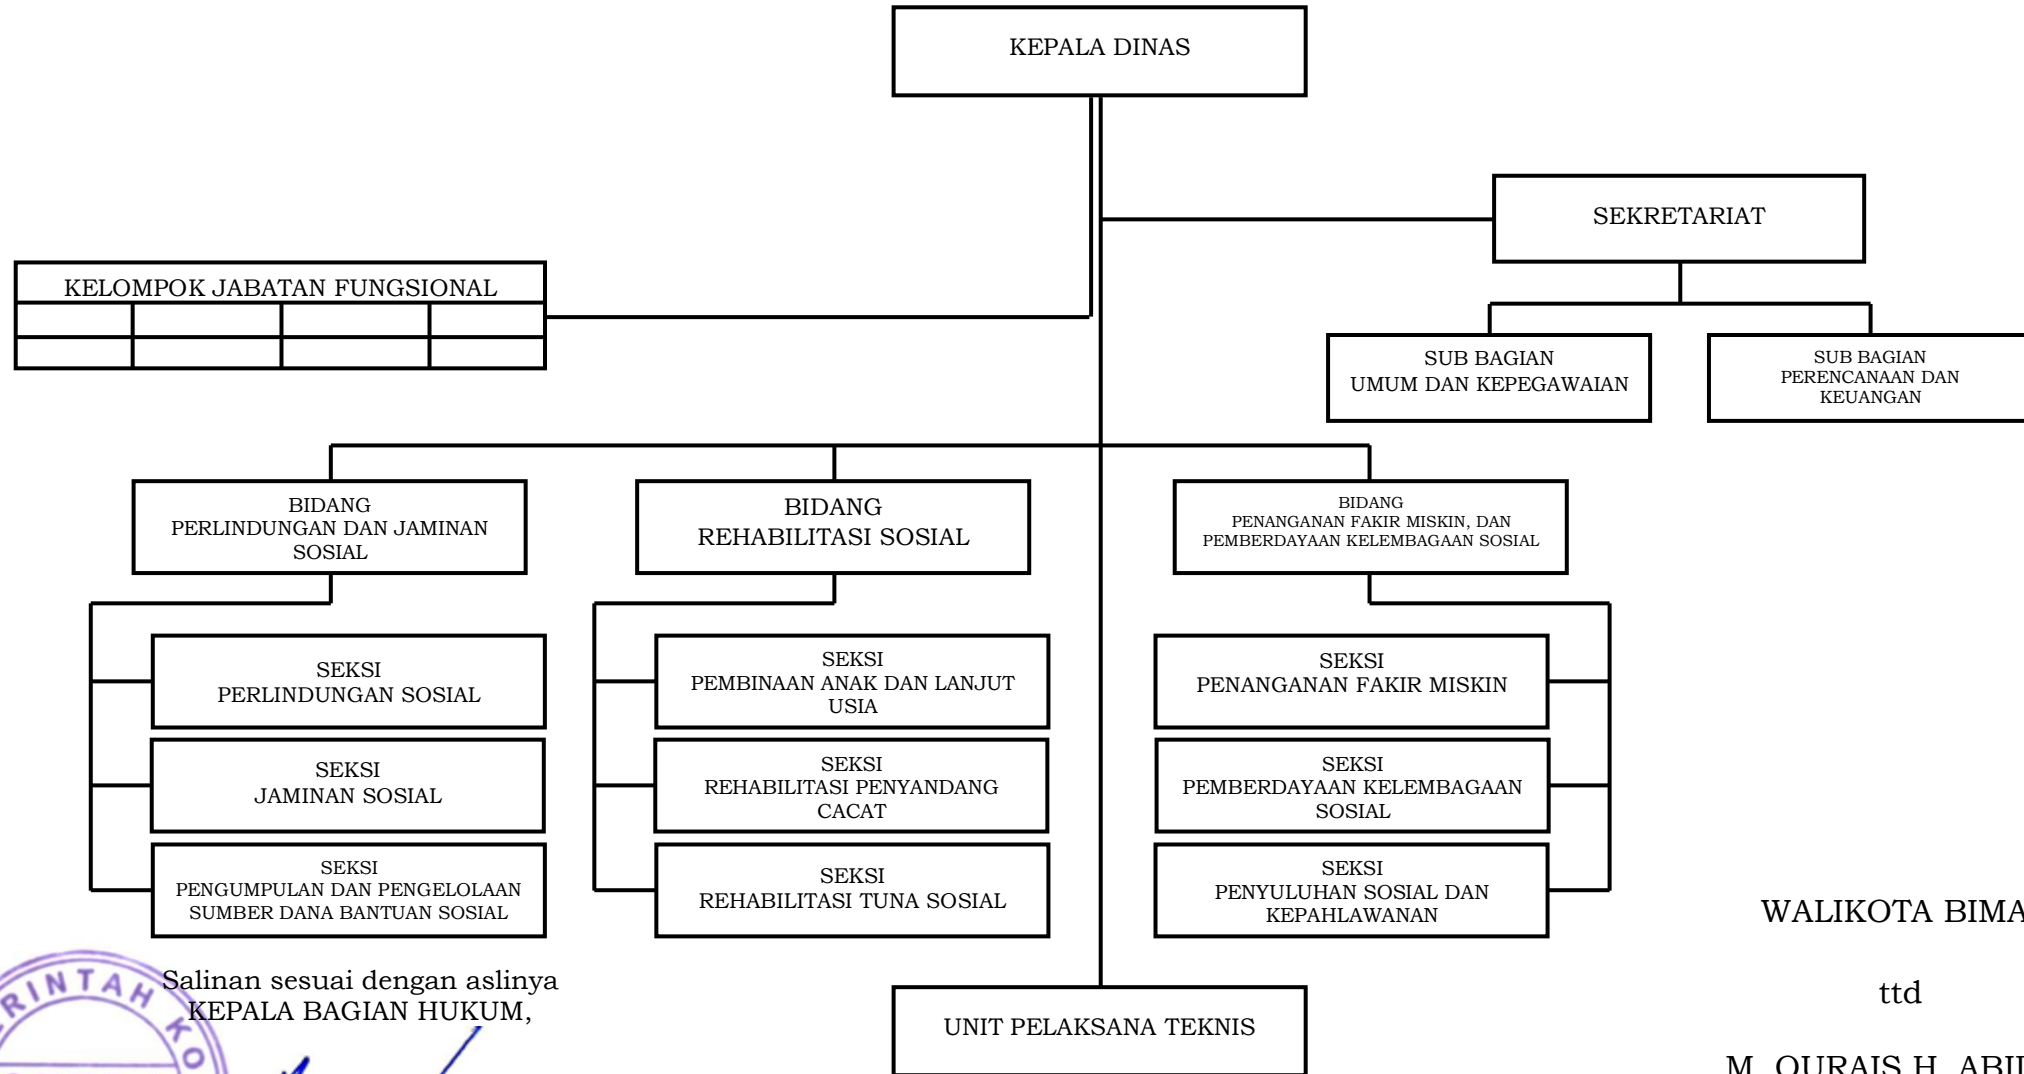 KEPALA DINAS
SEKRETARIAT
KELOMPOK JABATAN FUNGSIONAL
SUB BAGIAN
UMUM DAN KEPEGAWAIAN
SUB BAGIAN
PERENCANAAN DAN
KEUANGAN
BIDANG
PERLINDUNGAN DAN JAMINAN
SOSIAL
BIDANG
REHABILITASI SOSIAL
BIDANG
PENANGANAN FAKIR MISKIN, DAN
PEMBERDAYAAN KELEMBAGAAN SOSIAL
SEKSI
PERLINDUNGAN SOSIAL
SEKSI
JAMINAN SOSIAL
SEKSI
PENGUMPULAN DAN PENGELOLAAN
SUMBER DANA BANTUAN SOSIAL
SEKSI
PEMBINAAN ANAK DAN LANJUT
USIA
SEKSI
REHABILITASI PENYANDANG
CACAT
SEKSI
REHABILITASI TUNA SOSIAL
SEKSI
PENANGANAN FAKIR MISKIN
SEKSI
PEMBERDAYAAN KELEMBAGAAN
SOSIAL
SEKSI
PENYULUHAN SOSIAL DAN
KEPAHLAWANAN
UNIT PELAKSANA TEKNIS
Salinan sesuai dengan aslinya
KEPALA BAGIAN HUKUM,
WALIKOTA BIMA
ttd
M. QURAIS H.